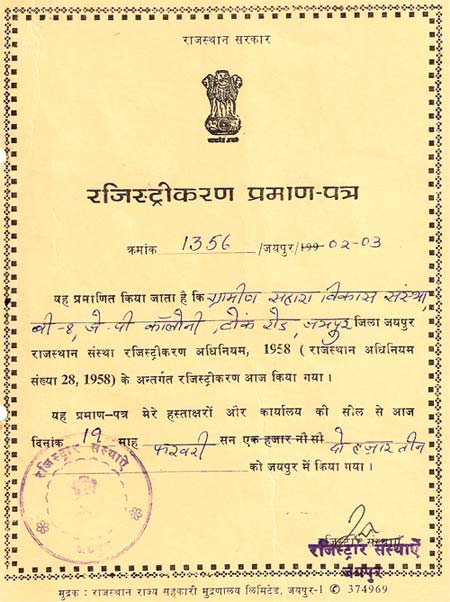 राजस्थान सरकार
सत्यमेव जयते
रजिस्ट्रीकरण प्रमाण-पत्र
क्रमांक 1356 /जयपुर/199 02-03
यह प्रमाणित किया जाता है कि ग्रामीण सहारा विकास संस्था,
बी-8, जे.पी कॉलोनी, टोंक रोड, जयपुर जिला जयपुर
राजस्थान संस्था रजिस्ट्रीकरण अधिनियम, 1958 ( राजस्थान अधिनियम
संख्या 28, 1958) के अन्तर्गत रजिस्ट्रीकरण आज किया गया ।
यह प्रमाण-पत्र मेरे हस्ताक्षरों और कार्यालय की सील से आज
दिनांक 19 माह फरवरी सन एक हजार नौ सौ दो हजार तीन
को जयपुर में किया गया ।
रजिस्ट्रार संस्थाएँ
जयपुर
रजिस्ट्रार संस्थाएँ
रजिस्ट्रार संस्थाऐं
जयपुर
मुद्रक : राजस्थान राज्य सहकारी मुद्रणालय लिमिटेड, जयपुर-1 © 374969